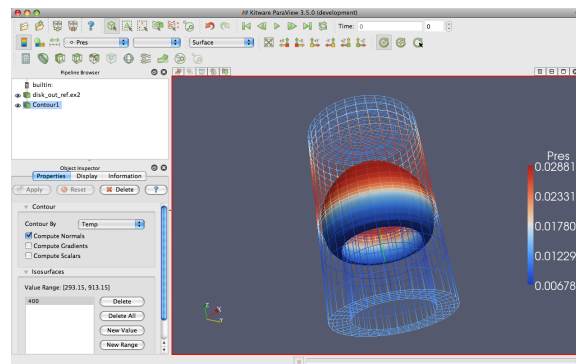 Kitware ParaView 3.5.0 (development)
Time: 0
0
Pres
Surface
Pipeline Browser
builtin:
disk_out_ref.ex2
Contour1
Object Inspector
Properties Display Information
Apply Reset Delete ?
Contour
Contour By Temp
Compute Normals
Compute Gradients
Compute Scalars
Isosurfaces
Value Range: [293.15, 913.15]
400
Delete
Delete All
New Value
New Range
Pres
0.02881
0.02331
0.01780
0.01229
0.00678
Z
X
Y